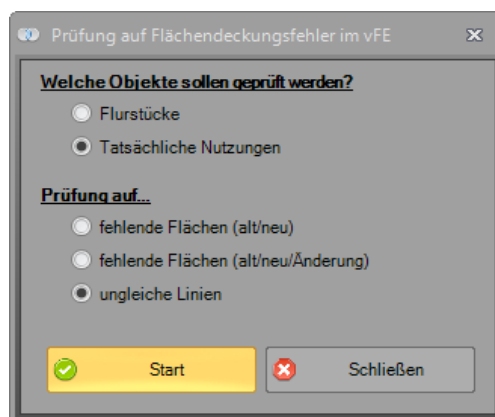 Prüfung auf Flächendeckungsfehler im vFE
Welche Objekte sollen geprüft werden?
Flurstücke
Tatsächliche Nutzungen
Prüfung auf...
fehlende Flächen (alt/neu)
fehlende Flächen (alt/neu/Änderung)
ungleiche Linien
Start
Schließen